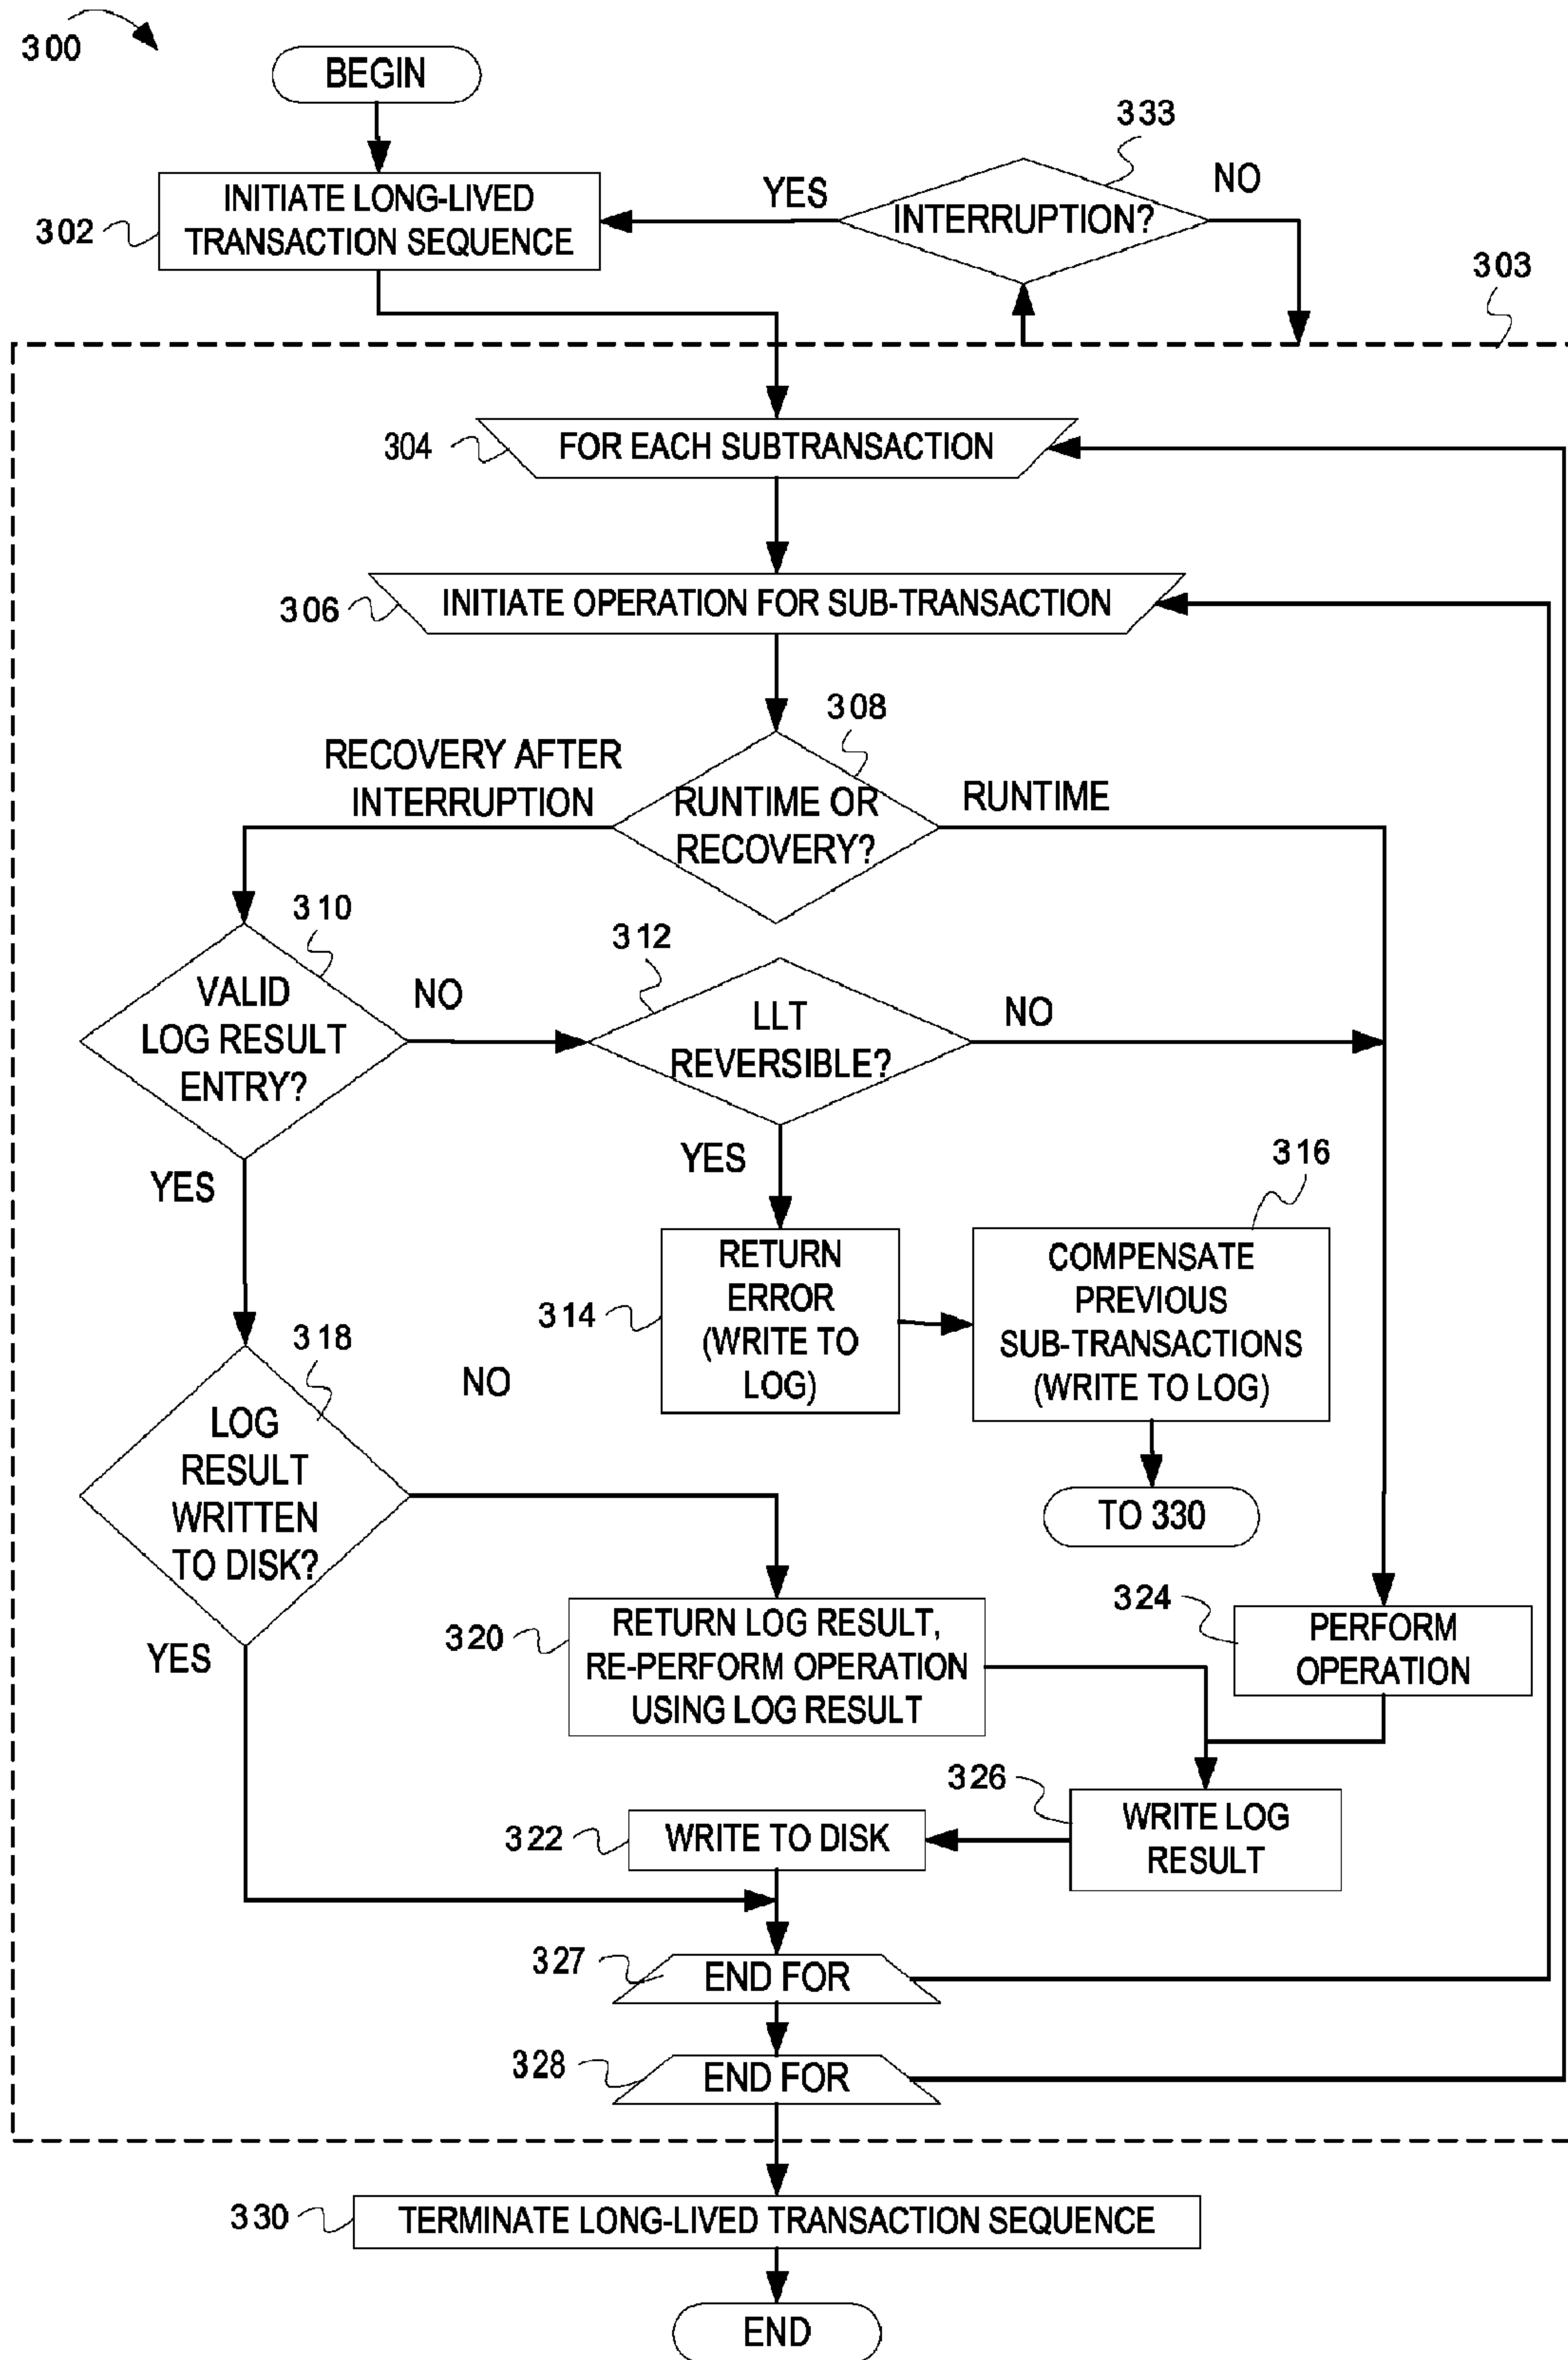 300
BEGIN
333
INITIATE LONG-LIVED
TRANSACTION SEQUENCE
302
YES
INTERRUPTION?
NO
303
304
FOR EACH SUBTRANSACTION
306
INITIATE OPERATION FOR SUB-TRANSACTION
308
RECOVERY AFTER
INTERRUPTION
RUNTIME OR
RECOVERY?
RUNTIME
310
VALID
LOG RESULT
ENTRY?
NO
312
LLT
REVERSIBLE?
NO
YES
YES
314
RETURN
ERROR
(WRITE TO
LOG)
316
COMPENSATE
PREVIOUS
SUB-TRANSACTIONS
(WRITE TO LOG)
TO 330
318
LOG
RESULT
WRITTEN
TO DISK?
NO
YES
320
RETURN LOG RESULT,
RE-PERFORM OPERATION
USING LOG RESULT
324
PERFORM
OPERATION
326
WRITE LOG
RESULT
322
WRITE TO DISK
327
END FOR
328
END FOR
330
TERMINATE LONG-LIVED TRANSACTION SEQUENCE
END